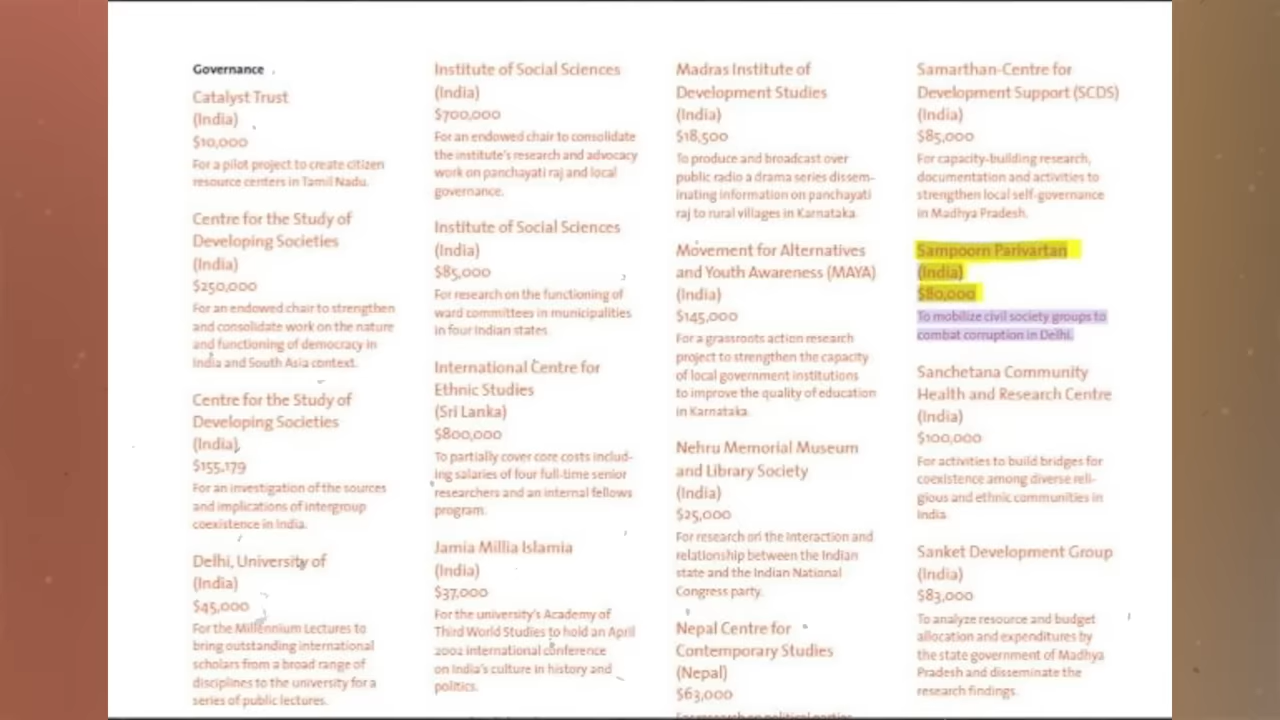 Governance
Catalyst Trust
(India)
$10,000
For a pilot project to create citizen
resource centers in Tamil Nadu.
Centre for the Study of
Developing Societies
(India)
$250,000
For an endowed chair to strengthen
and consolidate work on the nature
and functioning of democracy in
India and South Asia context.
Centre for the Study of
Developing Societies
(India)
$155,179
For an investigation of the sources
and implications of intergroup
coexistence in India.
Delhi, University of
(India)
$45,000
For the Millennium Lectures to
bring outstanding international
scholars from a broad range of
disciplines to the university for a
series of public lectures.
Institute of Social Sciences
(India)
$700,000
For an endowed chair to consolidate
the institute's research and advocacy
work on panchayati raj and local
governance.
Institute of Social Sciences
(India)
$85,000
For research on the functioning of
ward committees in municipalities
in four Indian states
International Centre for
Ethnic Studies
(Sri Lanka)
$800,000
To partially cover core costs includ-
ing salaries of four full-time senior
researchers and an internal fellows
program.
Jamia Millia Islamia
(India)
$37,000
For the university's Academy of
Third World Studies to hold an April
2002 international conference
on India's culture in history and
politics.
Madras Institute of
Development Studies
(India)
$18,500
To produce and broadcast over
public radio a drama series dissem-
inating information on panchayati
raj to rural villages in Karnataka.
Movement for Alternatives
and Youth Awareness (MAYA)
(India)
$145,000
For a grassroots action research
project to strengthen the capacity
of local government institutions
to improve the quality of education
in Karnataka.
Nehru Memorial Museum
and Library Society
(India)
$25,000
For research on the interaction and
relationship between the Indian
state and the Indian National
Congress party.
Nepal Centre for
Contemporary Studies
(Nepal)
$63,000
For research on political parties
Samarthan-Centre for
Development Support (SCDS)
(India)
$85,000
For capacity-building research,
documentation and activities to
strengthen local self-governance
in Madhya Pradesh.
Sampoorn Parivartan
(India)
$80,000
To mobilize civil society groups to
combat corruption in Delhi.
Sanchetana Community
Health and Research Centre
(India)
$100,000
For activities to build bridges for
coexistence among diverse reli-
gious and ethnic communities in
India.
Sanket Development Group
(India)
$83,000
To analyze resource and budget
allocation and expenditures by
the state government of Madhya
Pradesh and disseminate the
research findings.